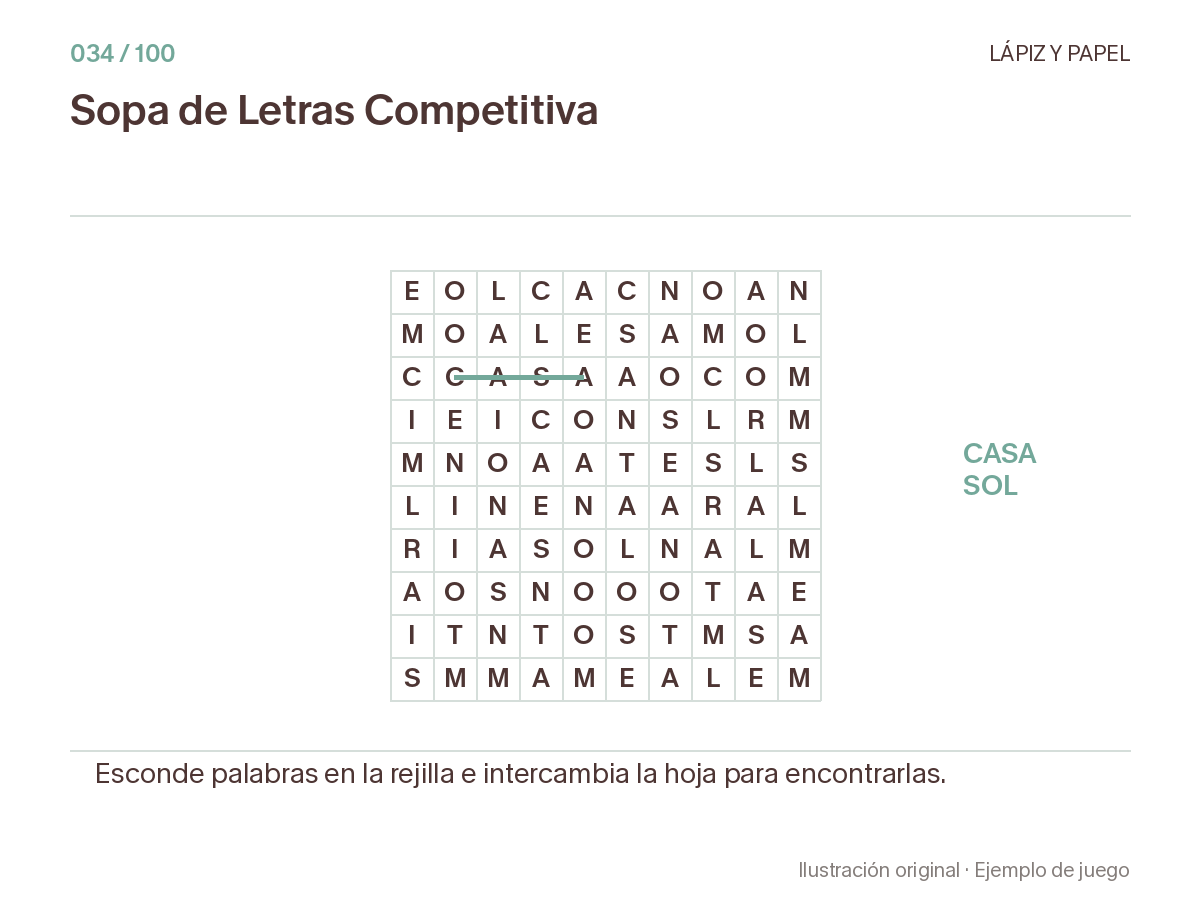 034 / 100
LÁPIZ Y PAPEL
Sopa de Letras Competitiva
E O L C A C N O A N
M O A L E S A M O L
C C A S A A O C O M
I E I C O N S L R M
M N O A A T E S L S
L I N E N A A R A L
R I A S O L N A L M
A O S N O O O T A E
I T N T O S T M S A
S M M A M E A L E M
CASA
SOL
Esconde palabras en la rejilla e intercambia la hoja para encontrarlas.
Ilustración original · Ejemplo de juego